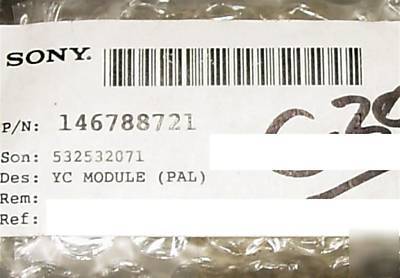 SONY.
P/N: 146788721
Son: 532532071
Des: YC MODULE (PAL)
Rem:
Ref: